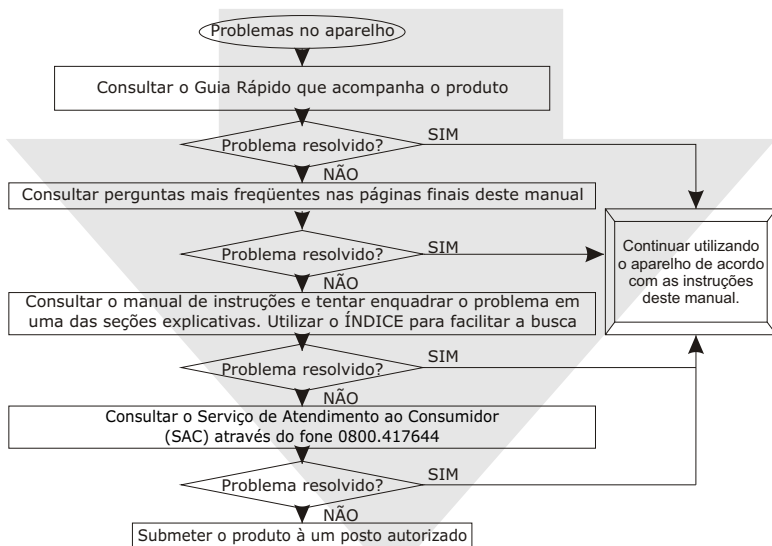 Problemas no aparelho
Consultar o Guia Rápido que acompanha o produto
Problema resolvido?
SIM
NÃO
Consultar perguntas mais freqüentes nas páginas finais deste manual
Problema resolvido?
SIM
NÃO
Continuar utilizando
o aparelho de acordo
com as instruções
deste manual.
Consultar o manual de instruções e tentar enquadrar o problema em
uma das seções explicativas. Utilizar o ÍNDICE para facilitar a busca
Problema resolvido?
SIM
NÃO
Consultar o Serviço de Atendimento ao Consumidor
(SAC) através do fone 0800.417644
Problema resolvido?
SIM
NÃO
Submeter o produto à um posto autorizado